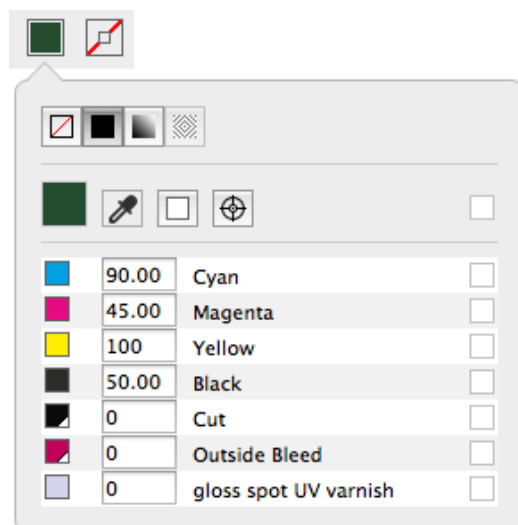 90.00 Cyan
45.00 Magenta
100 Yellow
50.00 Black
0 Cut
0 Outside Bleed
0 gloss spot UV varnish